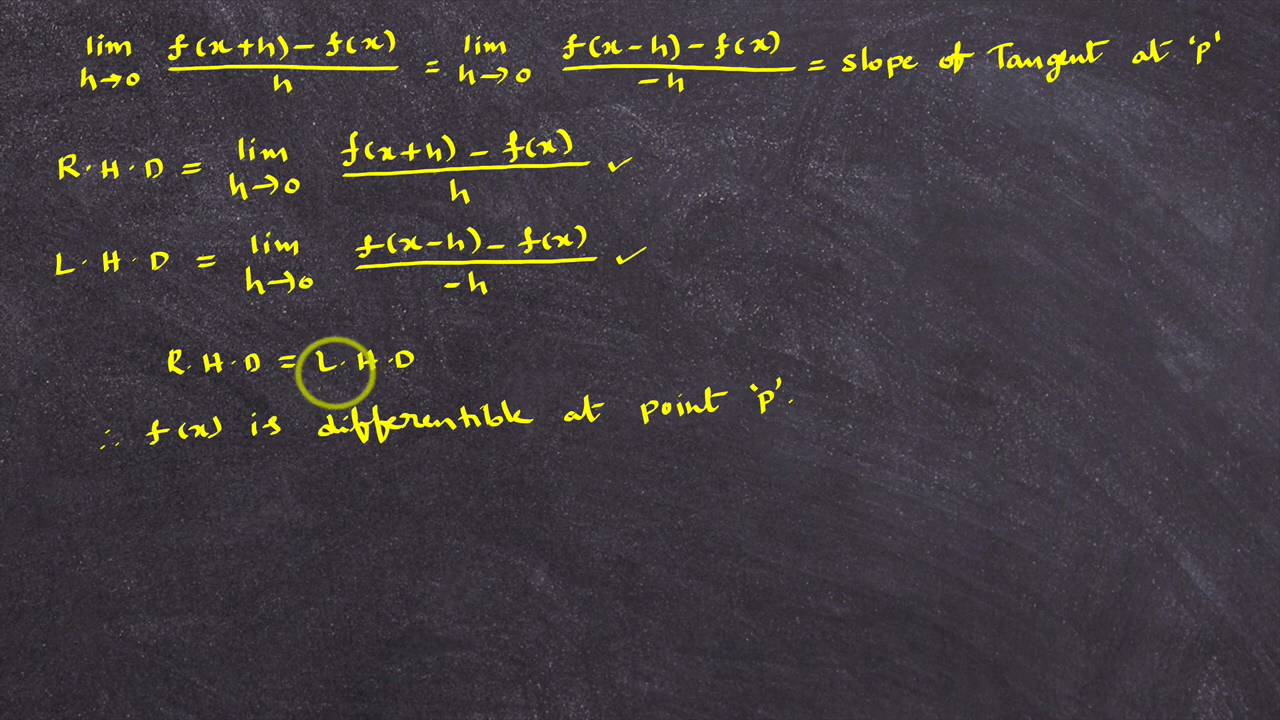 lim h→0 f(x+h) − f(x) / h = lim h→0 f(x−h) − f(x) / −h = slope of Tangent at 'p'
R.H.D = lim h→0 f(x+h) − f(x) / h ✓
L.H.D = lim h→0 f(x−h) − f(x) / −h ✓
R.H.D = L.H.D
∴ f(x) is differentible at point 'p'.